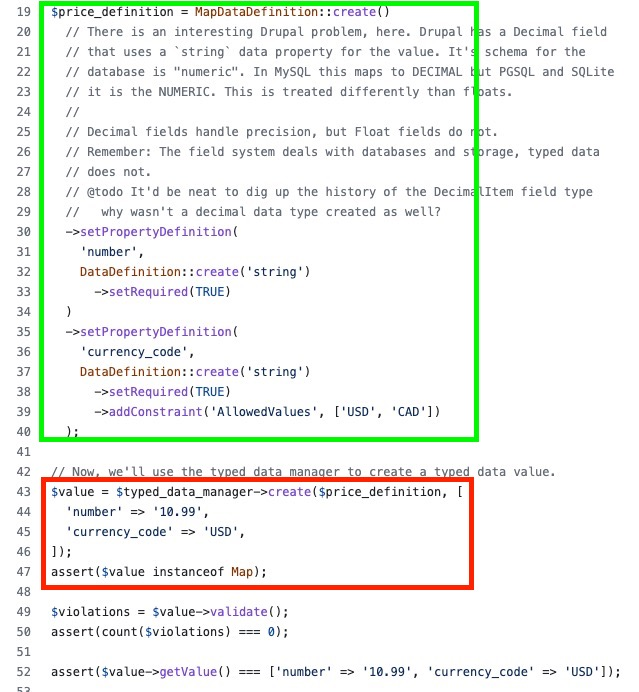 19 $price_definition = MapDataDefinition::create()
20 // There is an interesting Drupal problem, here. Drupal has a Decimal field
21 // that uses a `string` data property for the value. It's schema for the
22 // database is "numeric". In MySQL this maps to DECIMAL but PGSQL and SQLite
23 // it is the NUMERIC. This is treated differently than floats.
24 //
25 // Decimal fields handle precision, but Float fields do not.
26 // Remember: The field system deals with databases and storage, typed data
27 // does not.
28 // @todo It'd be neat to dig up the history of the DecimalItem field type
29 //   why wasn't a decimal data type created as well?
30 ->setPropertyDefinition(
31 'number',
32 DataDefinition::create('string')
33 ->setRequired(TRUE)
34 )
35 ->setPropertyDefinition(
36 'currency_code',
37 DataDefinition::create('string')
38 ->setRequired(TRUE)
39 ->addConstraint('AllowedValues', ['USD', 'CAD'])
40 );
41
42 // Now, we'll use the typed data manager to create a typed data value.
43 $value = $typed_data_manager->create($price_definition, [
44 'number' => '10.99',
45 'currency_code' => 'USD',
46 ]);
47 assert($value instanceof Map);
48
49 $violations = $value->validate();
50 assert(count($violations) === 0);
51
52 assert($value->getValue() === ['number' => '10.99', 'currency_code' => 'USD']);
53